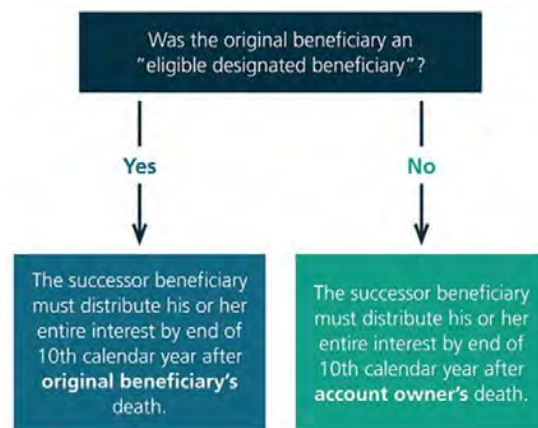 Was the original beneficiary an
"eligible designated beneficiary"?
Yes
No
The successor beneficiary
must distribute his or her
entire interest by end of
10th calendar year after
original beneficiary's
death.
The successor beneficiary
must distribute his or her
entire interest by end of
10th calendar year after
account owner's death.